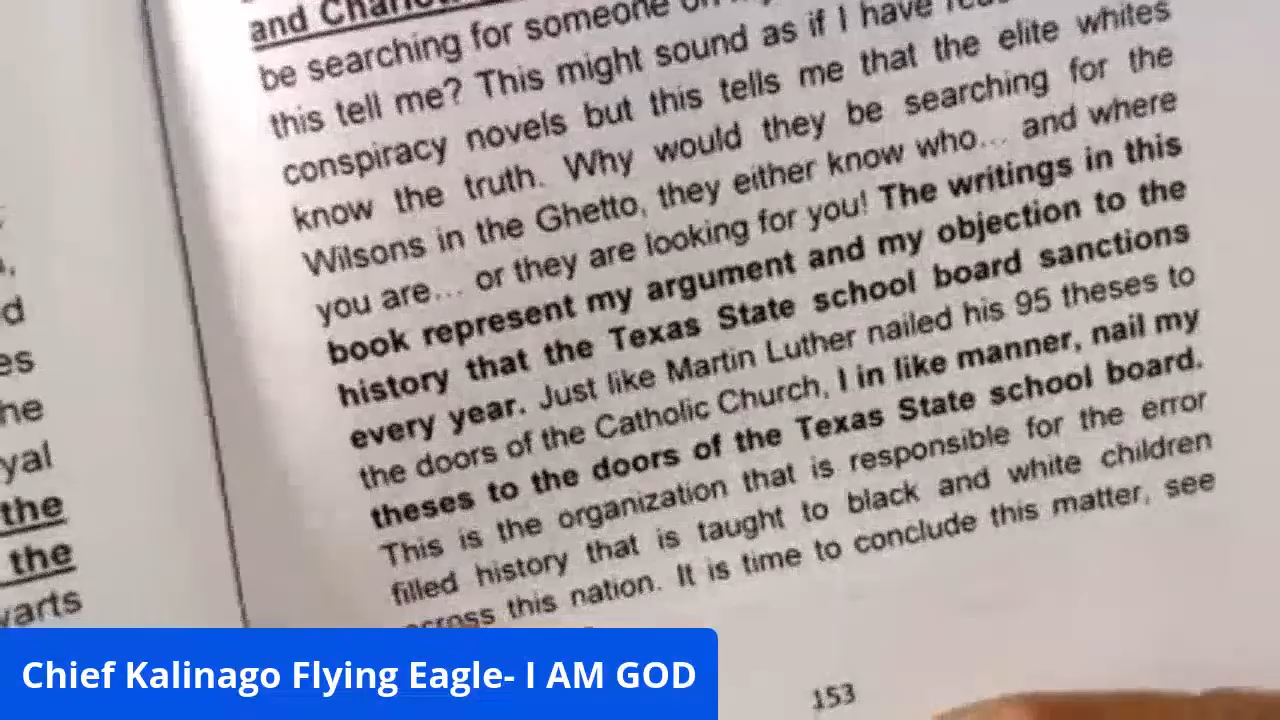 d
es
he
yal
the
the
warts
and
be searching for someone
this tell me? This might sound as if I have
conspiracy novels but this tells me that the elite whites
know the truth. Why would they be searching for the
Wilsons in the Ghetto, they either know who... and where
you are... or they are looking for you! The writings in this
book represent my argument and my objection to the
history that the Texas State school board sanctions
every year. Just like Martin Luther nailed his 95 theses to
the doors of the Catholic Church, I in like manner, nail my
theses to the doors of the Texas State school board.
This is the organization that is responsible for the error
filled history that is taught to black and white children
across this nation. It is time to conclude this matter, see
153
Chief Kalinago Flying Eagle- I AM GOD